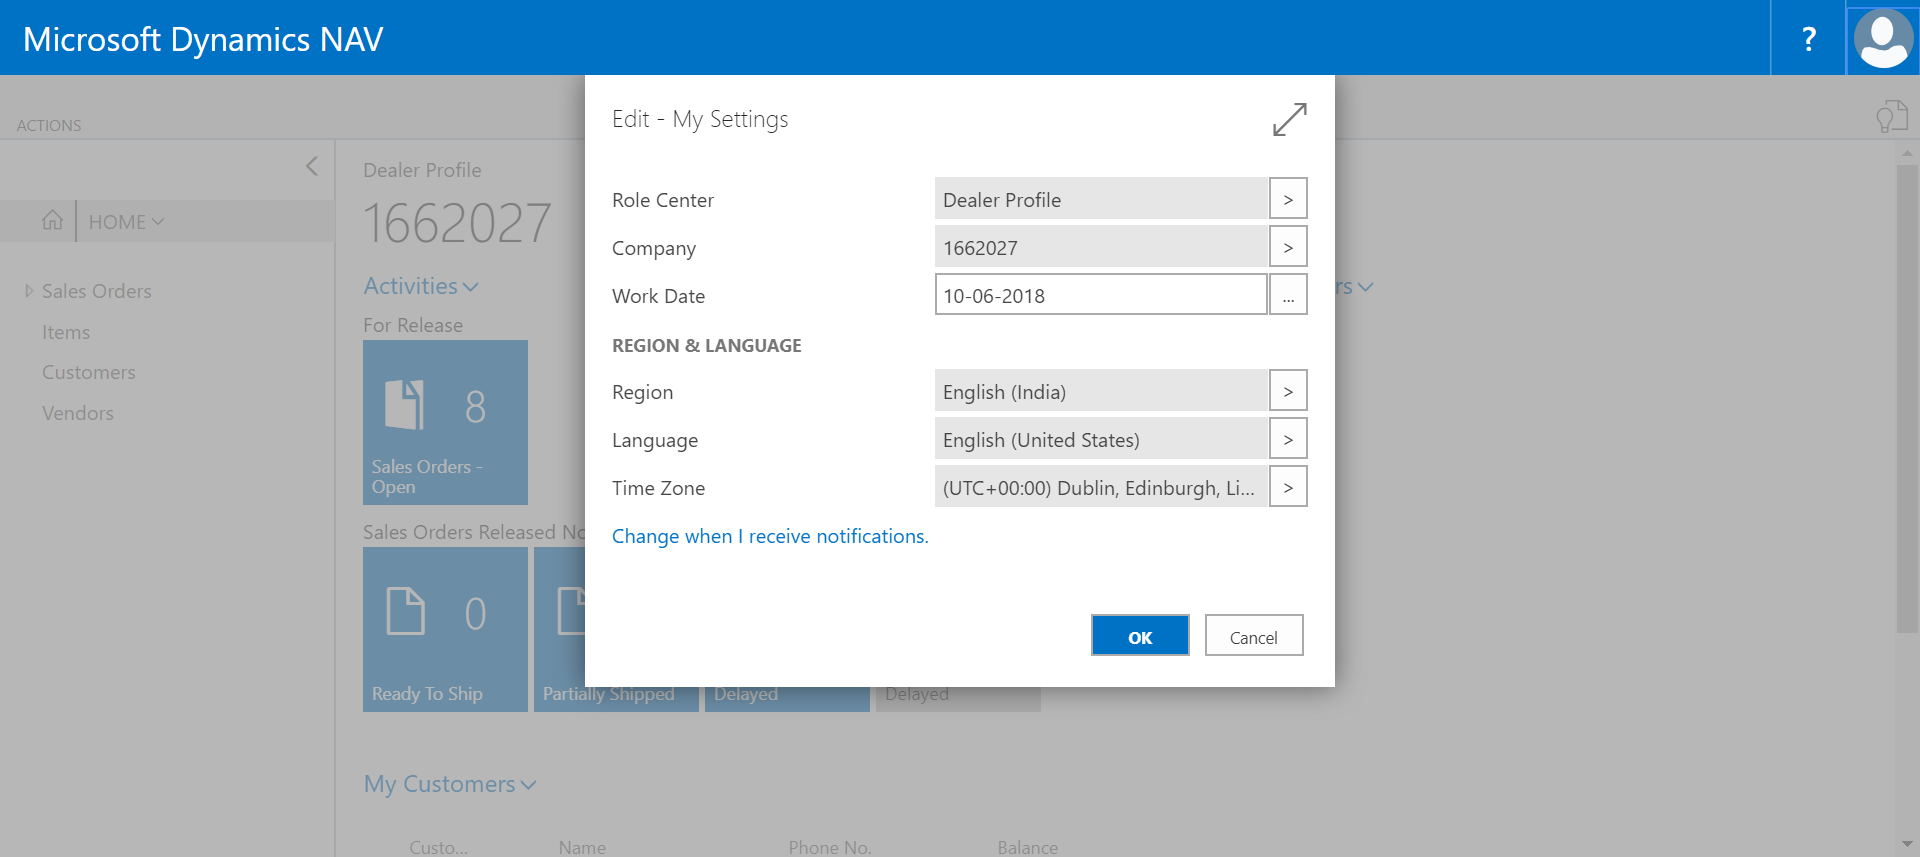 Microsoft Dynamics NAV
?
ACTIONS
HOME
Sales Orders
Items
Customers
Vendors
Dealer Profile
1662027
Activities
For Release
8
Sales Orders -
Open
Sales Orders Released
0
Ready To Ship
Partially Shipped
Delayed
Delayed
My Customers
Custo...
Name
Phone No.
Balance
Edit - My Settings
Role Center
Dealer Profile
>
Company
1662027
>
Work Date
10-06-2018
...
REGION & LANGUAGE
Region
English (India)
>
Language
English (United States)
>
Time Zone
(UTC+00:00) Dublin, Edinburgh, Li...
>
Change when I receive notifications.
OK
Cancel